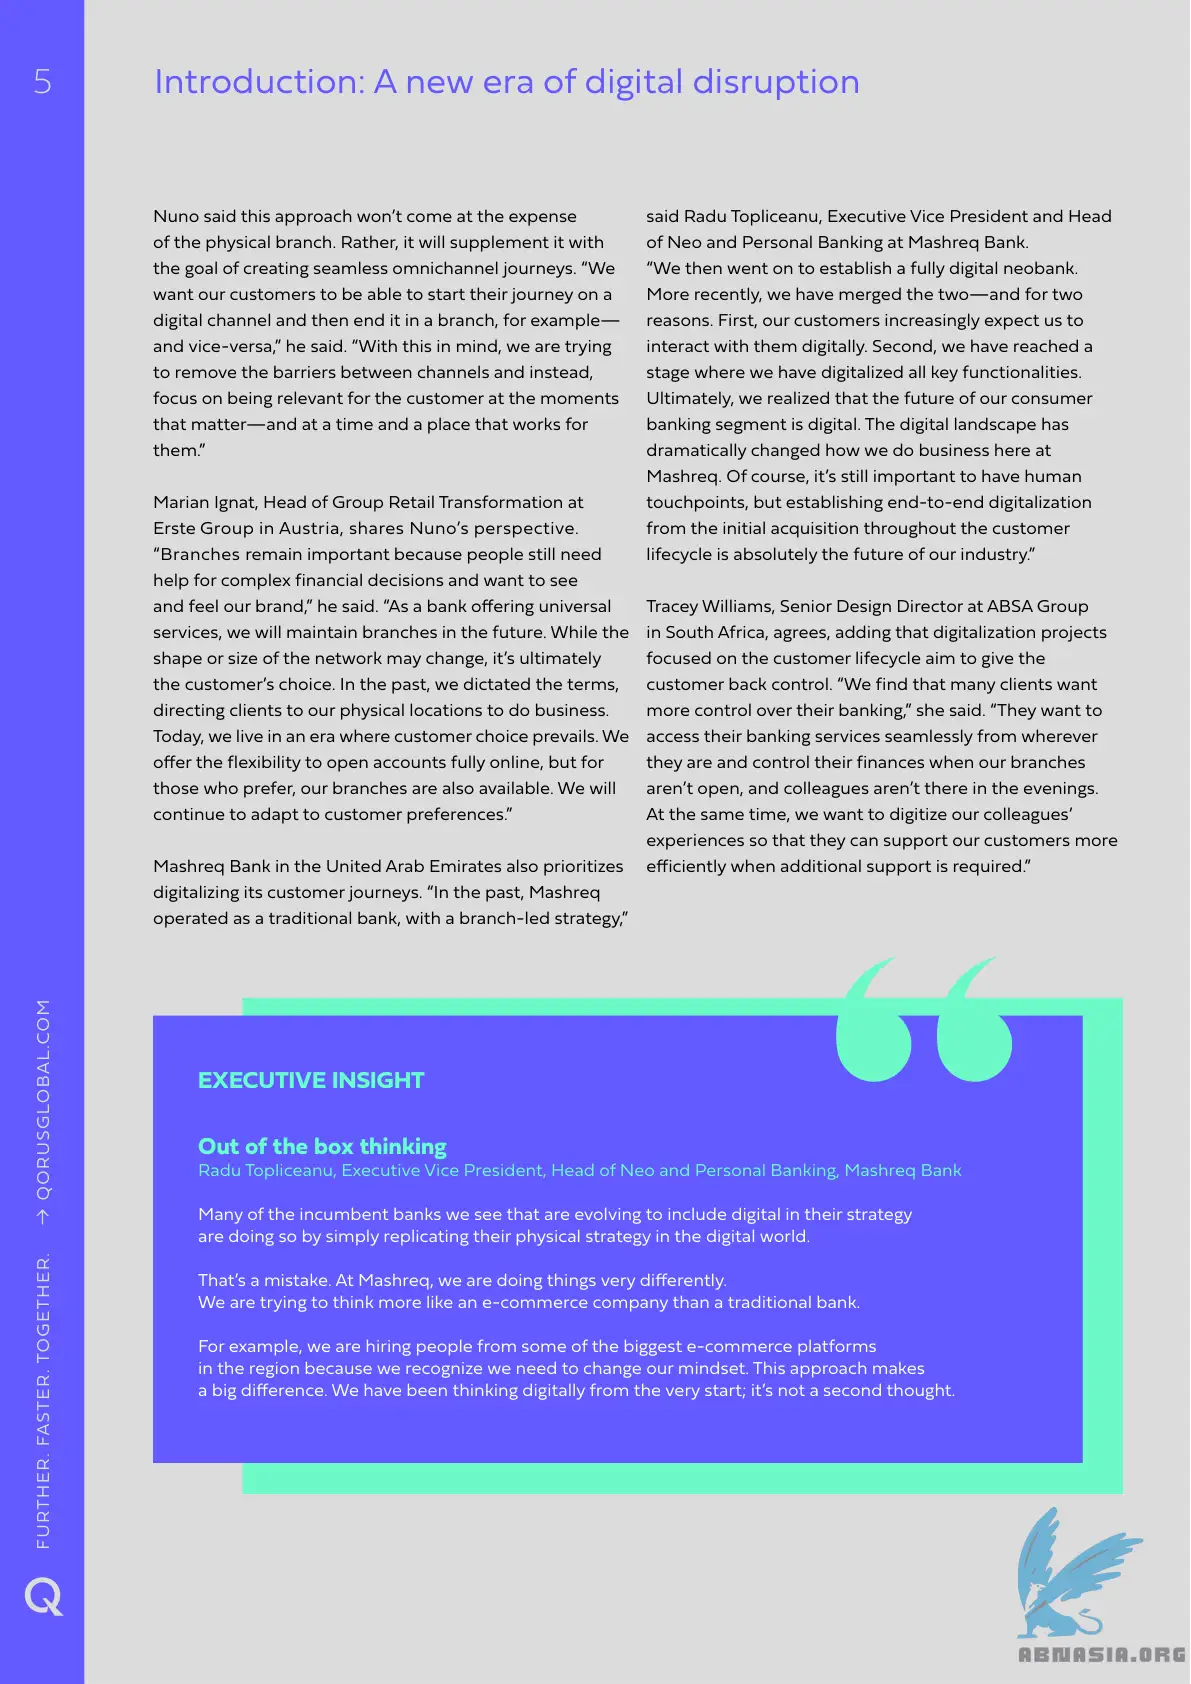 5
Introduction: A new era of digital disruption
Nuno said this approach won’t come at the expense
of the physical branch. Rather, it will supplement it with
the goal of creating seamless omnichannel journeys. “We
want our customers to be able to start their journey on a
digital channel and then end it in a branch, for example—
and vice-versa,” he said. “With this in mind, we are trying
to remove the barriers between channels and instead,
focus on being relevant for the customer at the moments
that matter—and at a time and a place that works for
them.”
Marian Ignat, Head of Group Retail Transformation at
Erste Group in Austria, shares Nuno’s perspective.
“Branches remain important because people still need
help for complex financial decisions and want to see
and feel our brand,” he said. “As a bank offering universal
services, we will maintain branches in the future. While the
shape or size of the network may change, it’s ultimately
the customer’s choice. In the past, we dictated the terms,
directing clients to our physical locations to do business.
Today, we live in an era where customer choice prevails. We
offer the flexibility to open accounts fully online, but for
those who prefer, our branches are also available. We will
continue to adapt to customer preferences.”
Mashreq Bank in the United Arab Emirates also prioritizes
digitalizing its customer journeys. “In the past, Mashreq
operated as a traditional bank, with a branch-led strategy,”
said Radu Topliceanu, Executive Vice President and Head
of Neo and Personal Banking at Mashreq Bank.
“We then went on to establish a fully digital neobank.
More recently, we have merged the two—and for two
reasons. First, our customers increasingly expect us to
interact with them digitally. Second, we have reached a
stage where we have digitalized all key functionalities.
Ultimately, we realized that the future of our consumer
banking segment is digital. The digital landscape has
dramatically changed how we do business here at
Mashreq. Of course, it’s still important to have human
touchpoints, but establishing end-to-end digitalization
from the initial acquisition throughout the customer
lifecycle is absolutely the future of our industry.”
Tracey Williams, Senior Design Director at ABSA Group
in South Africa, agrees, adding that digitalization projects
focused on the customer lifecycle aim to give the
customer back control. “We find that many clients want
more control over their banking,” she said. “They want to
access their banking services seamlessly from wherever
they are and control their finances when our branches
aren’t open, and colleagues aren’t there in the evenings.
At the same time, we want to digitize our colleagues’
experiences so that they can support our customers more
efficiently when additional support is required.”
EXECUTIVE INSIGHT
Out of the box thinking
Radu Topliceanu, Executive Vice President, Head of Neo and Personal Banking, Mashreq Bank
Many of the incumbent banks we see that are evolving to include digital in their strategy
are doing so by simply replicating their physical strategy in the digital world.
That’s a mistake. At Mashreq, we are doing things very differently.
We are trying to think more like an e-commerce company than a traditional bank.
For example, we are hiring people from some of the biggest e-commerce platforms
in the region because we recognize we need to change our mindset. This approach makes
a big difference. We have been thinking digitally from the very start; it’s not a second thought.
FURTHER. FASTER. TOGETHER. → QORUSGLOBAL.COM
Q
ABNASIA.ORG